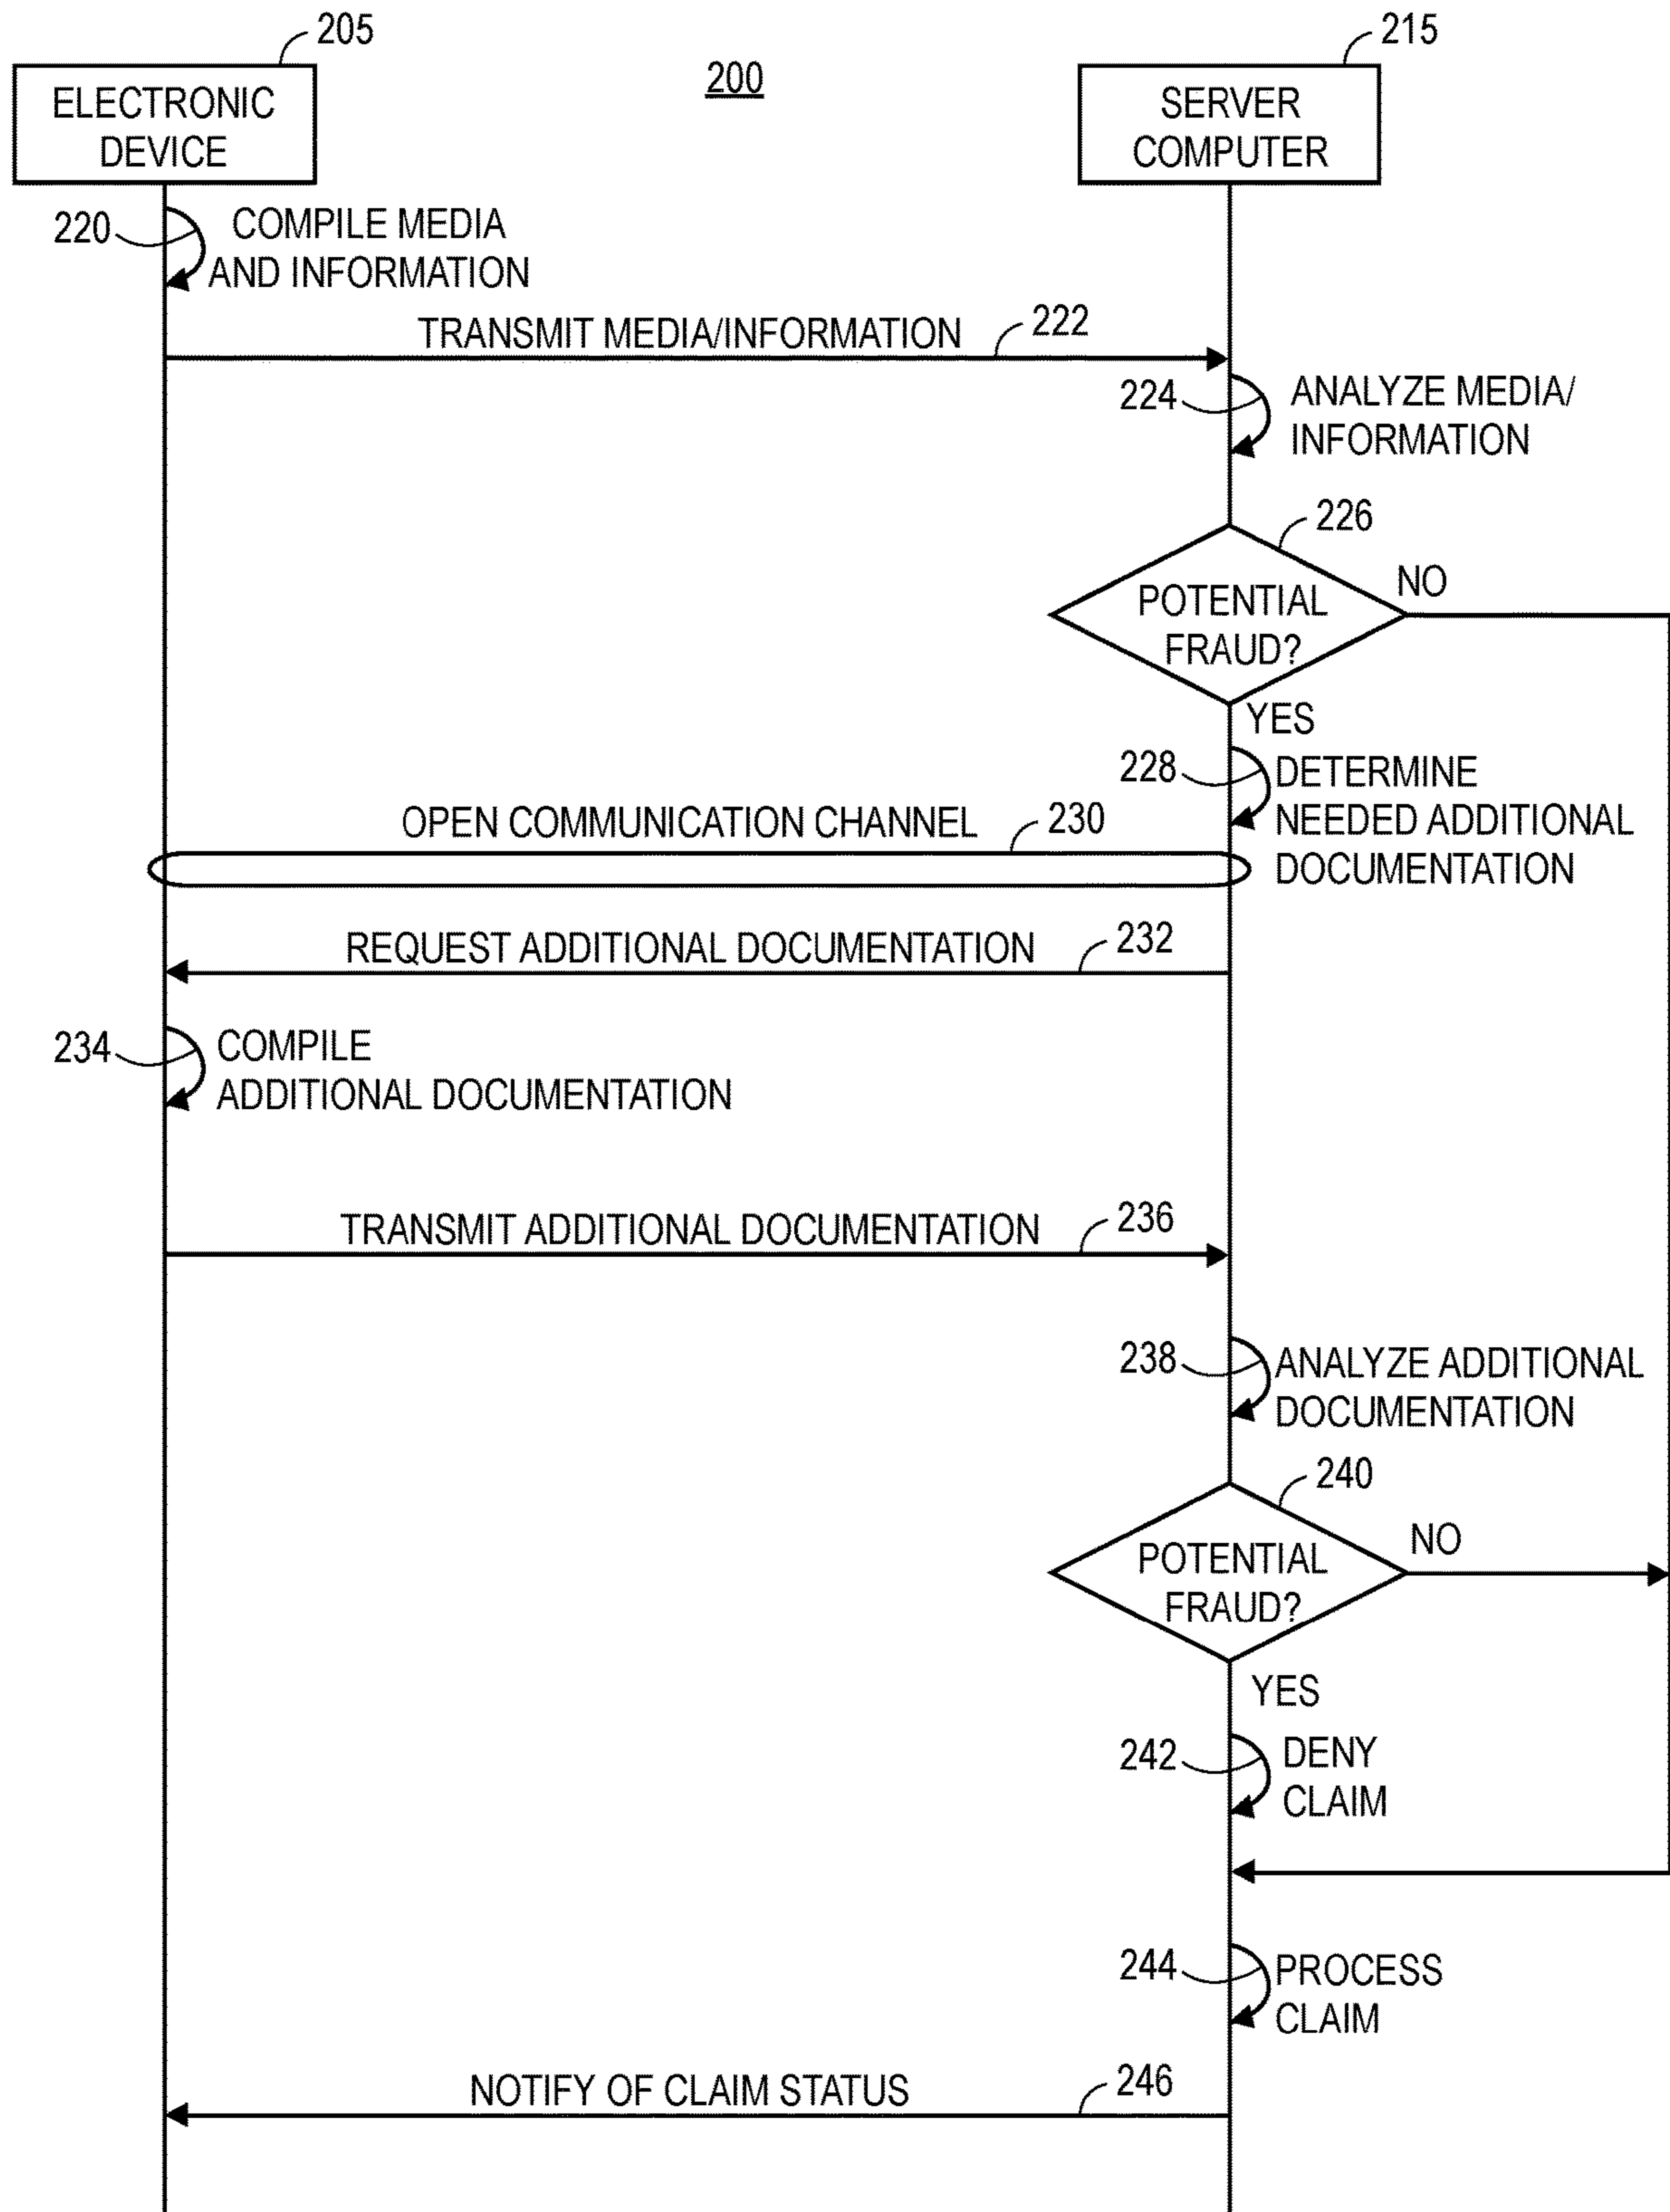 205
215
200
ELECTRONIC
DEVICE
SERVER
COMPUTER
220
COMPILE MEDIA
AND INFORMATION
TRANSMIT MEDIA/INFORMATION
222
224
ANALYZE MEDIA/
INFORMATION
226
NO
POTENTIAL
FRAUD?
YES
228
DETERMINE
NEEDED ADDITIONAL
DOCUMENTATION
OPEN COMMUNICATION CHANNEL
230
REQUEST ADDITIONAL DOCUMENTATION
232
234
COMPILE
ADDITIONAL DOCUMENTATION
TRANSMIT ADDITIONAL DOCUMENTATION
236
238
ANALYZE ADDITIONAL
DOCUMENTATION
240
NO
POTENTIAL
FRAUD?
YES
242
DENY
CLAIM
244
PROCESS
CLAIM
NOTIFY OF CLAIM STATUS
246